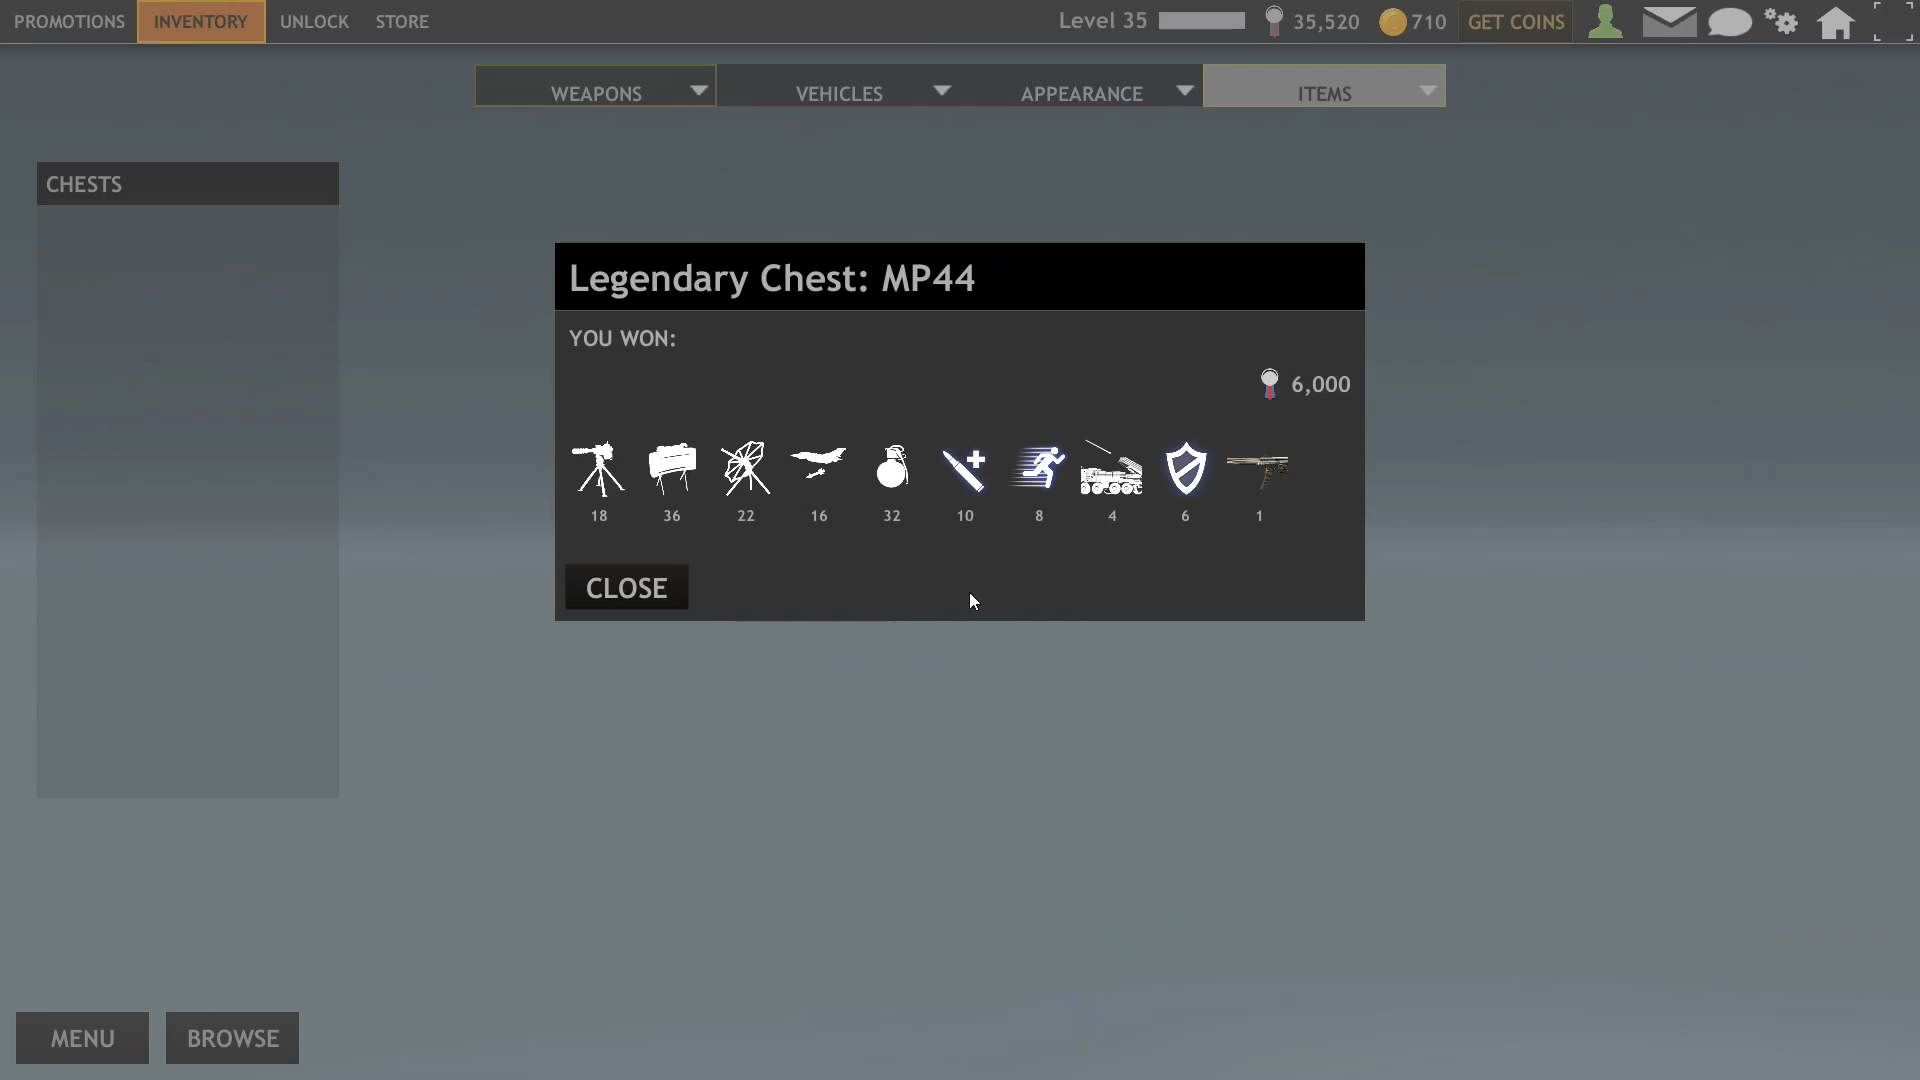 PROMOTIONS INVENTORY UNLOCK STORE Level 35 35,520 710 GET COINS
WEAPONS VEHICLES APPEARANCE ITEMS
CHESTS
Legendary Chest: MP44
YOU WON:
6,000
18 36 22 16 32 10 8 4 6 1
CLOSE
MENU BROWSE